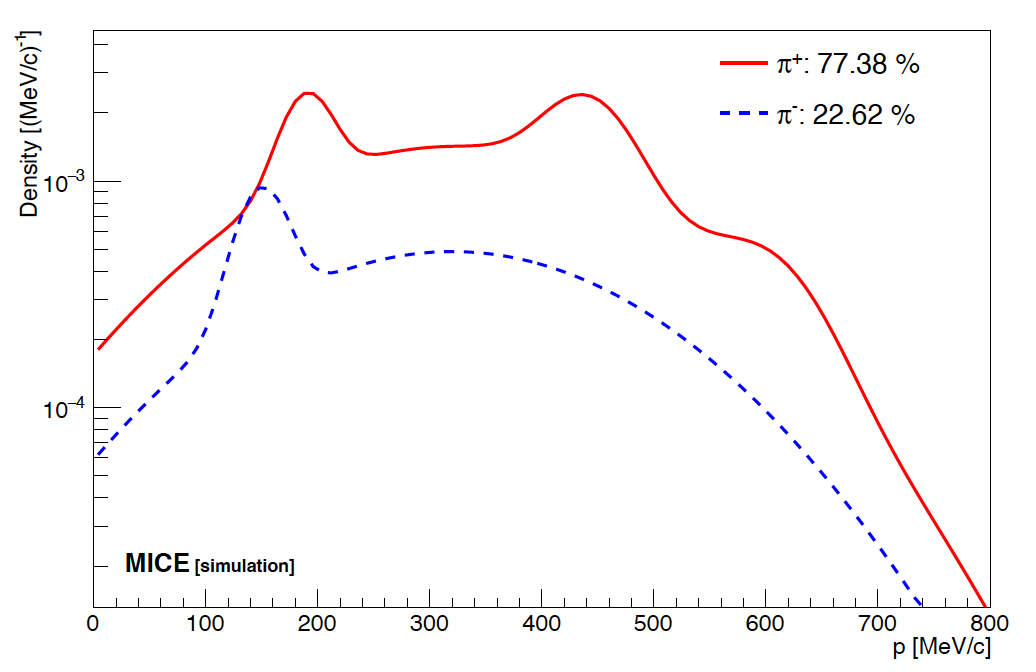 Density [(MeV/c)⁻¹]
π⁺: 77.38 %
π⁻: 22.62 %
10⁻³
10⁻⁴
MICE [simulation]
0 100 200 300 400 500 600 700 800
p [MeV/c]